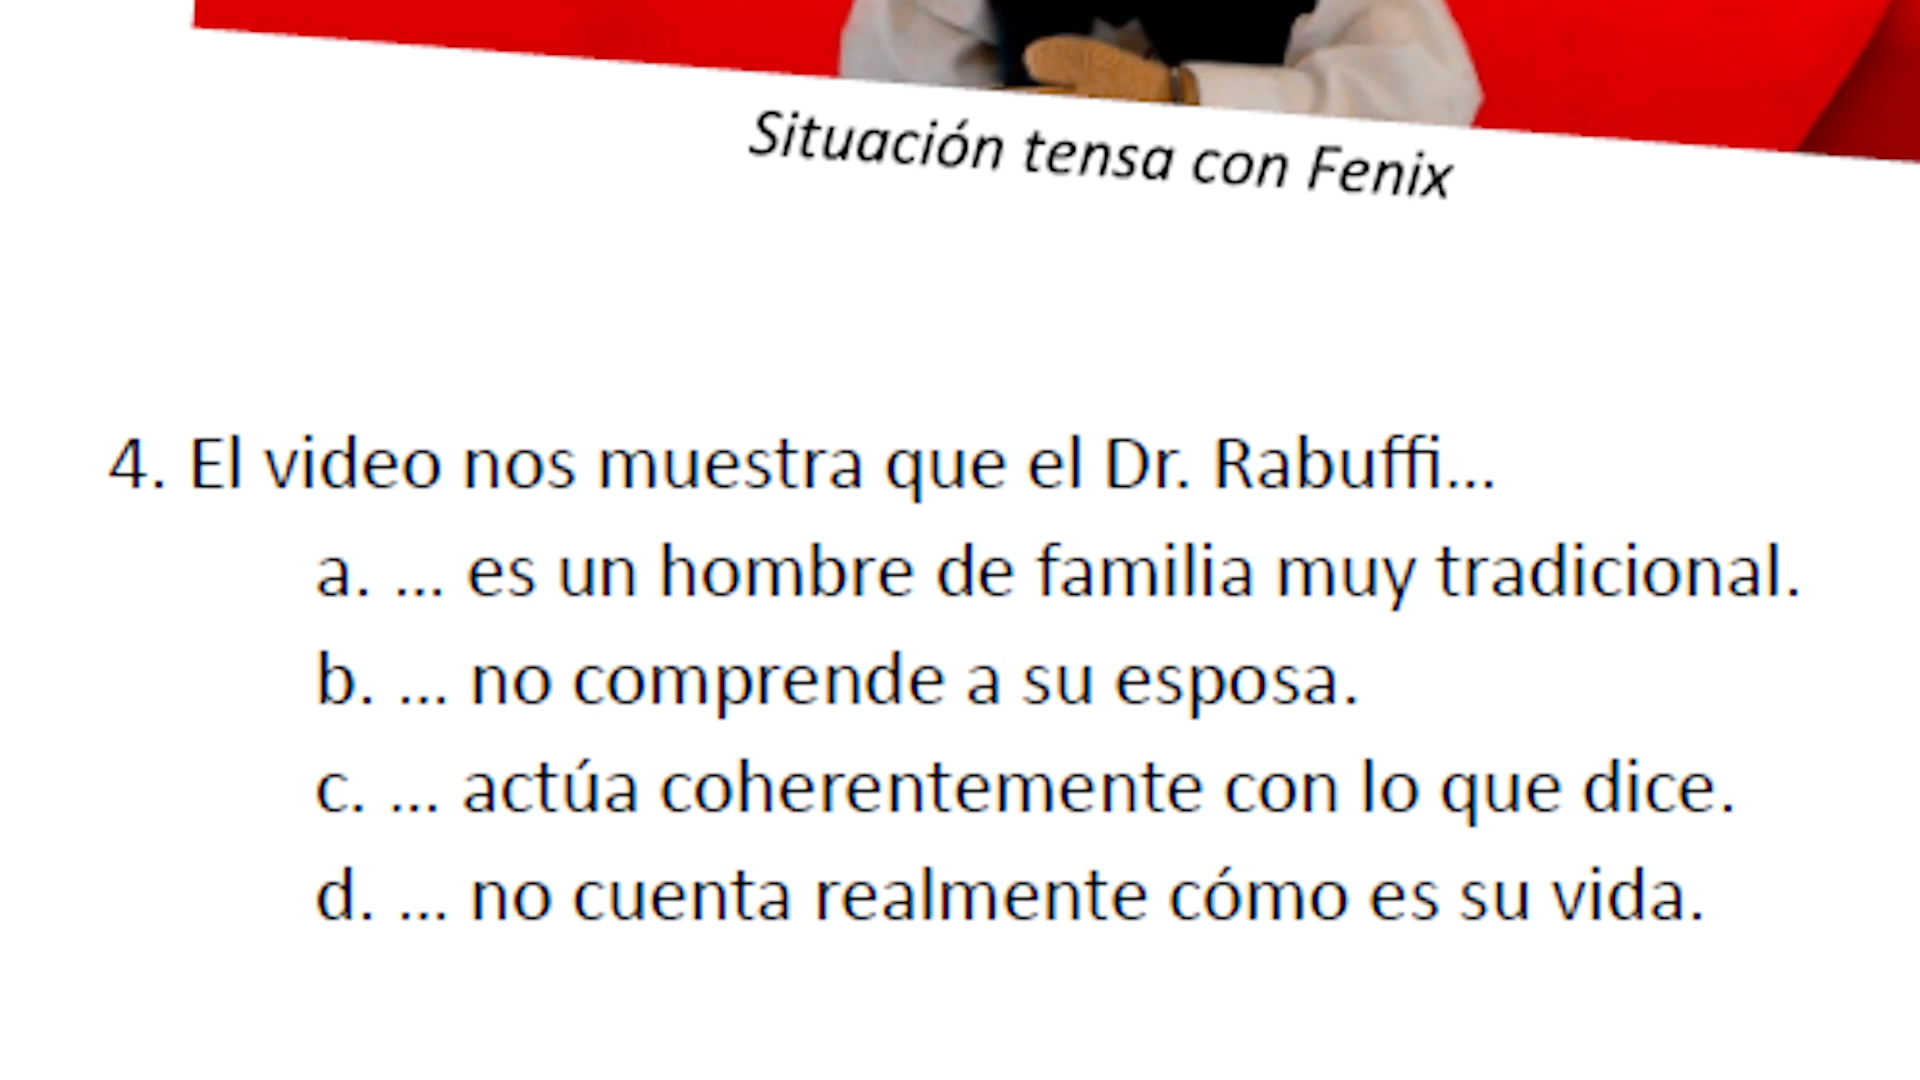 Situación tensa con Fenix
4. El video nos muestra que el Dr. Rabuffi...
a. ... es un hombre de familia muy tradicional.
b. ... no comprende a su esposa.
c. ... actúa coherentemente con lo que dice.
d. ... no cuenta realmente cómo es su vida.